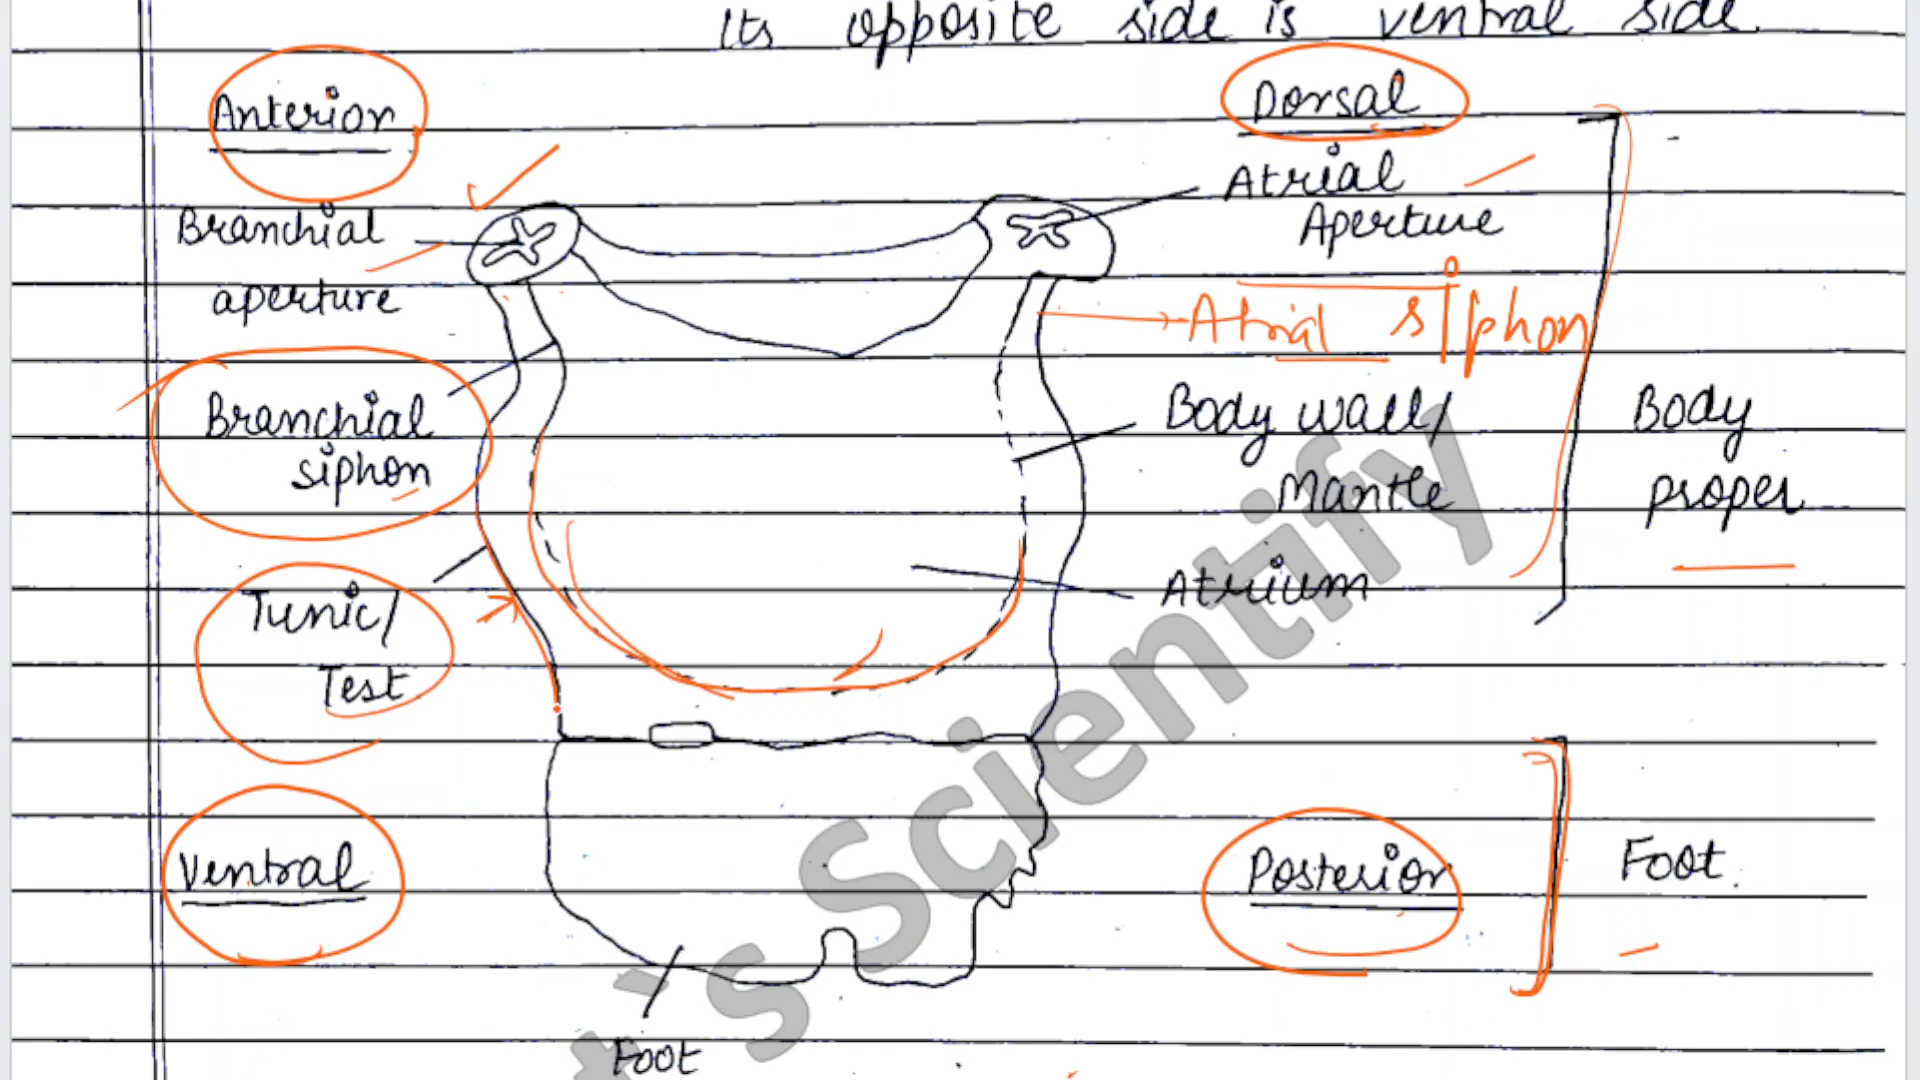 Its opposite side is ventral side.
Anterior
Dorsal
Atrial
Aperture
Branchial
aperture
Atrial siphon
Branchial
siphon
Body wall/
Mantle
Body
proper
Atrium
Tunic/
Test
Ventral
Posterior
Foot.
Foot
t's Scientify